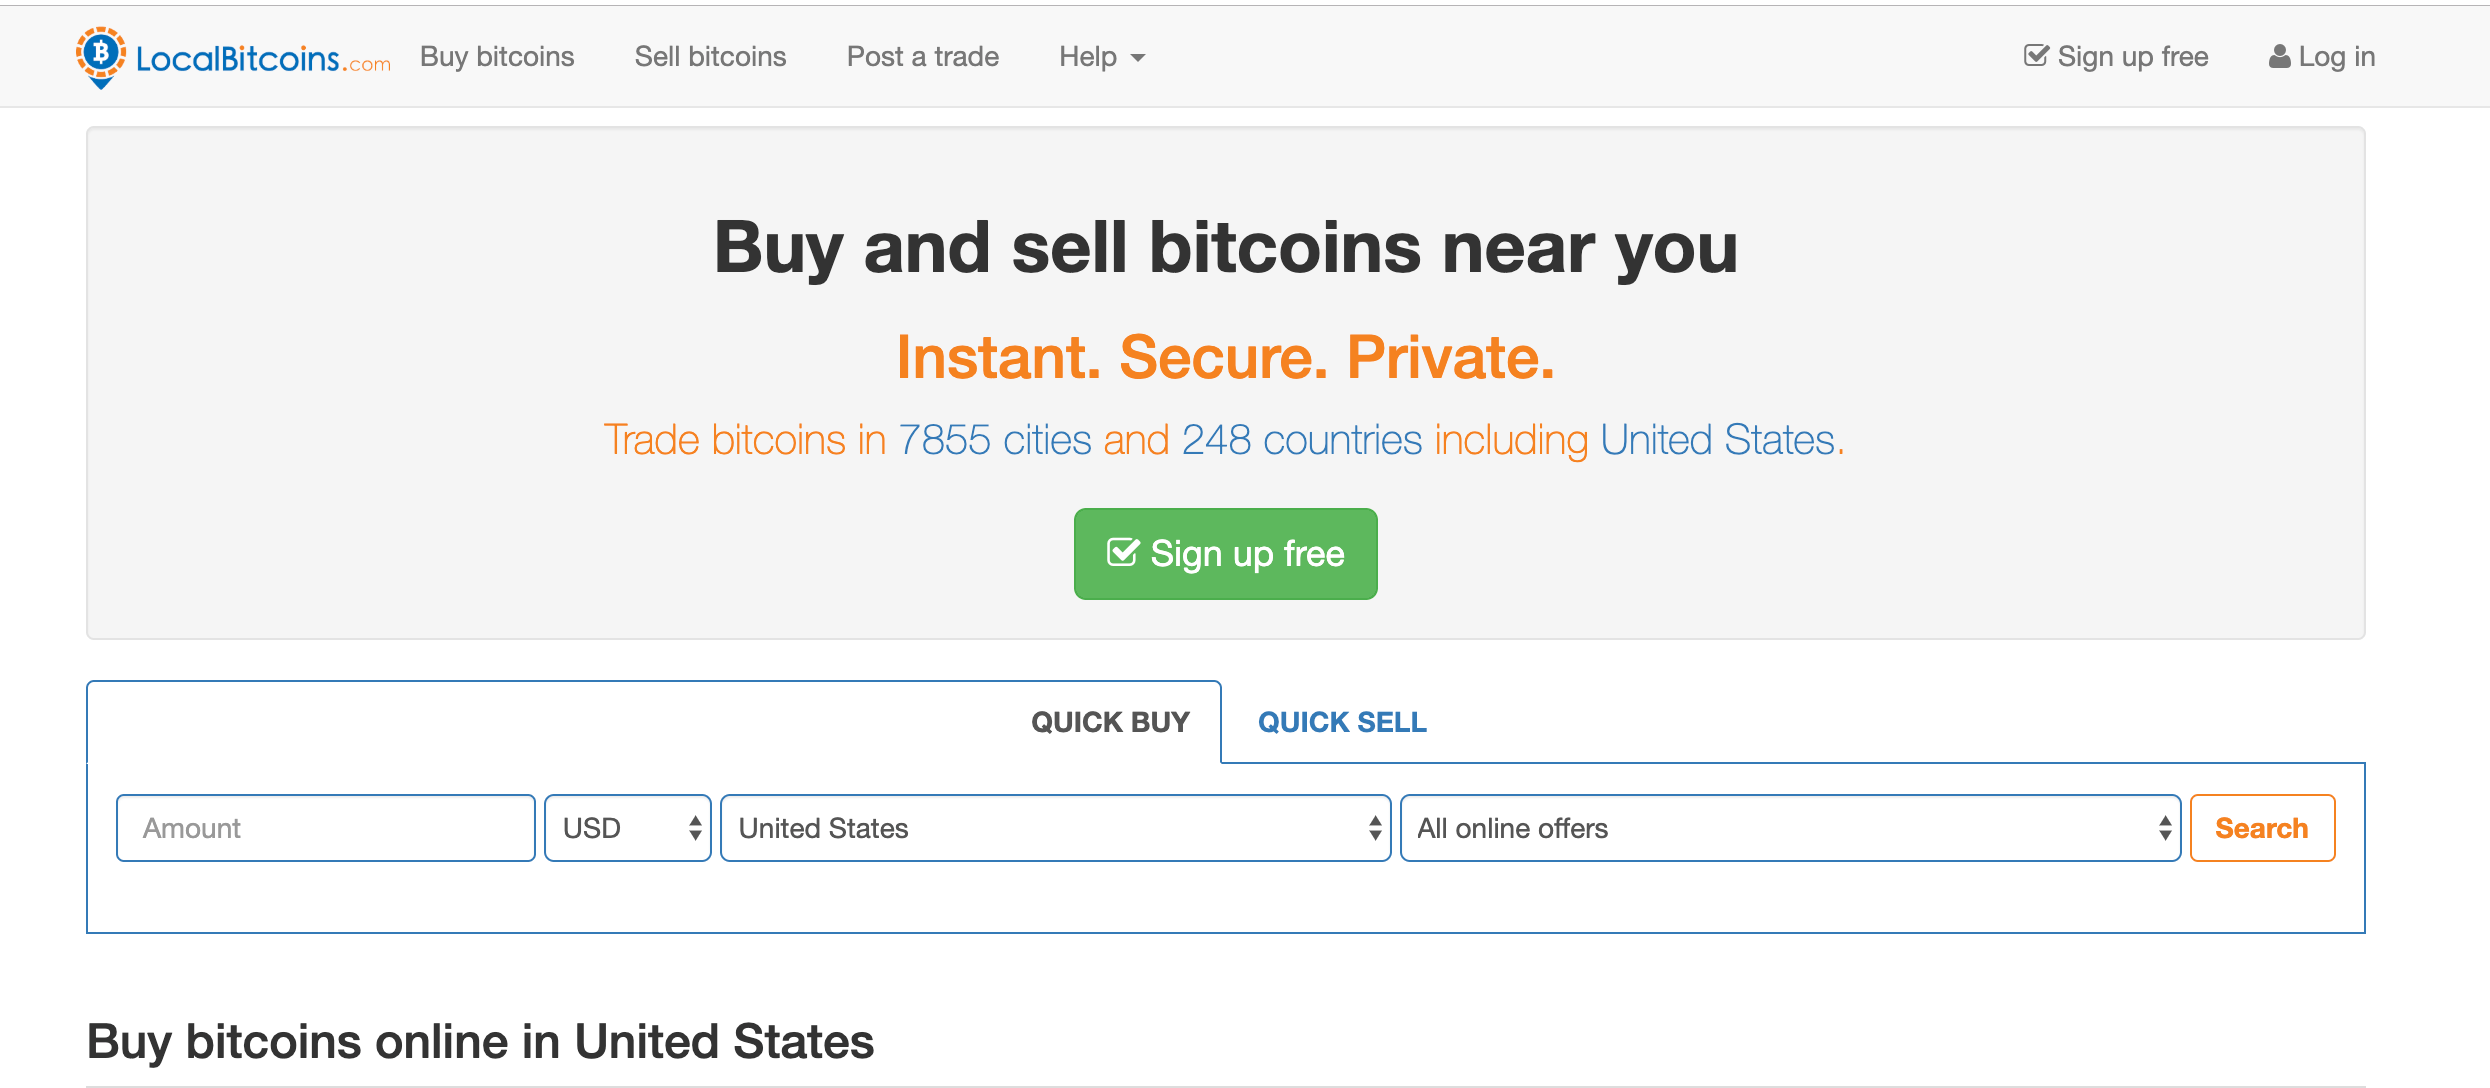 LocalBitcoins.com Buy bitcoins Sell bitcoins Post a trade Help Sign up free Log in
Buy and sell bitcoins near you
Instant. Secure. Private.
Trade bitcoins in 7855 cities and 248 countries including United States.
Sign up free
QUICK BUY QUICK SELL
Amount USD United States All online offers Search
Buy bitcoins online in United States